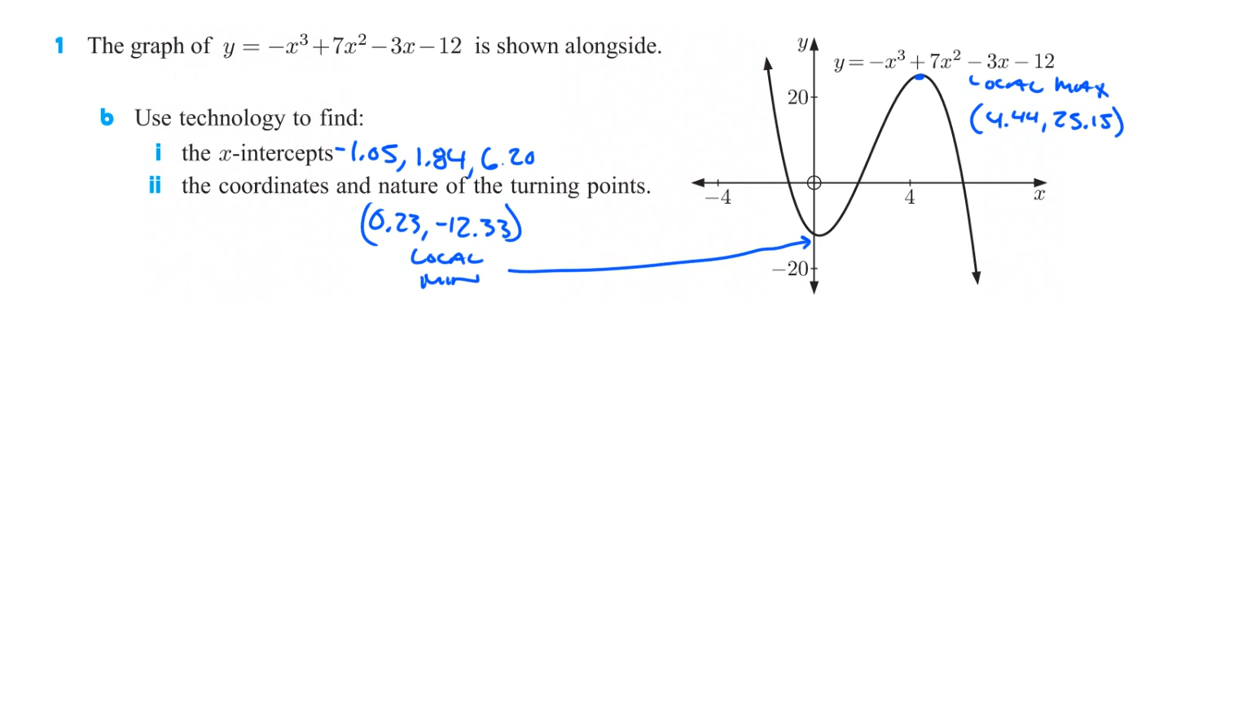 1 The graph of y = −x³ + 7x² − 3x − 12 is shown alongside.
b Use technology to find:
i the x-intercepts -1.05, 1.84, 6.20
ii the coordinates and nature of the turning points.
(0.23, -12.33)
LOCAL
MIN
y
y = −x³ + 7x² − 3x − 12
LOCAL MAX
(4.44, 25.15)
20
−4
4
x
−20